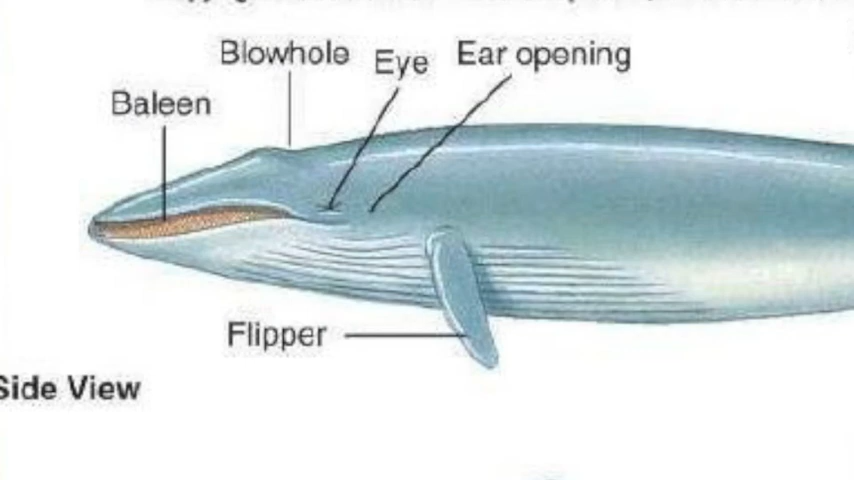 Blowhole
Eye
Ear opening
Baleen
Flipper
Side View